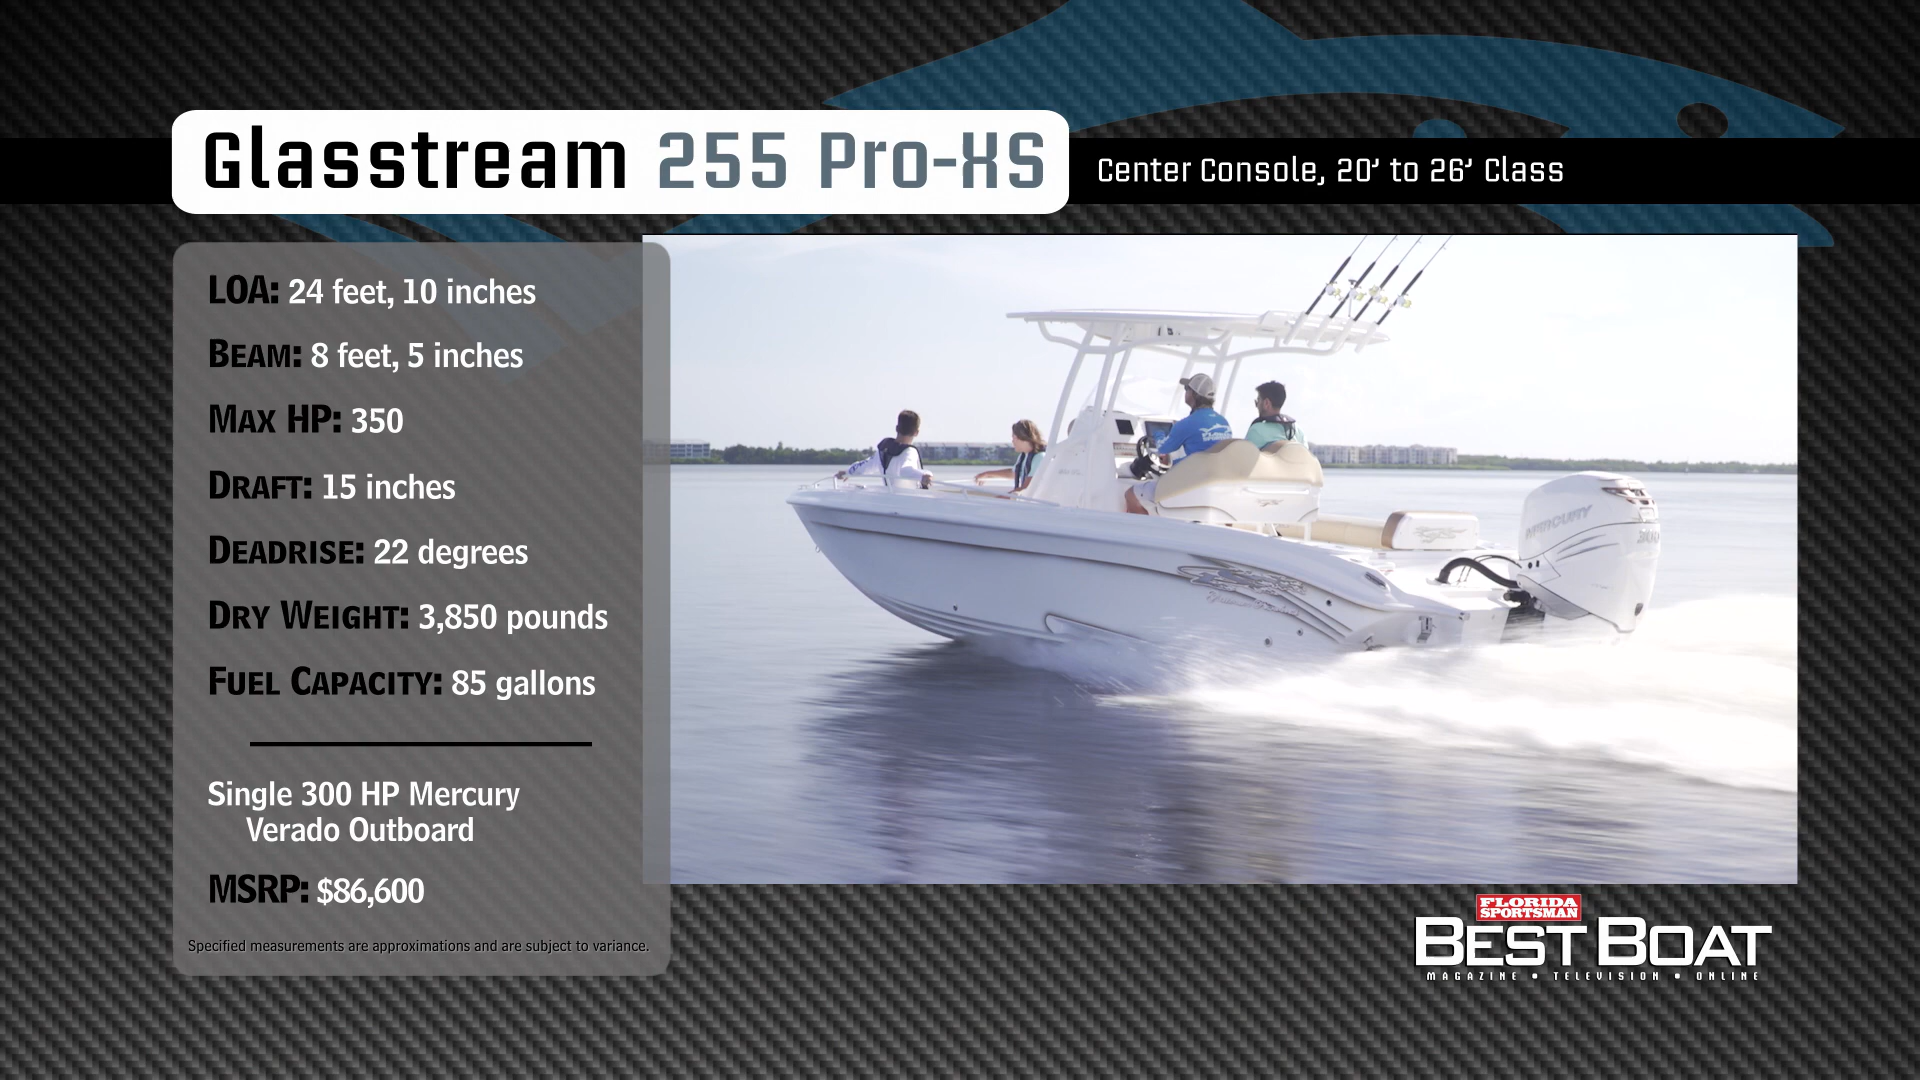 Glasstream 255 Pro-XS
Center Console, 20' to 26' Class
LOA: 24 feet, 10 inches
BEAM: 8 feet, 5 inches
MAX HP: 350
DRAFT: 15 inches
DEADRISE: 22 degrees
DRY WEIGHT: 3,850 pounds
FUEL CAPACITY: 85 gallons
Single 300 HP Mercury
Verado Outboard
MSRP: $86,600
Specified measurements are approximations and are subject to variance.
MERCURY
FLORIDA
SPORTSMAN
BEST BOAT
MAGAZINE • TELEVISION • ONLINE